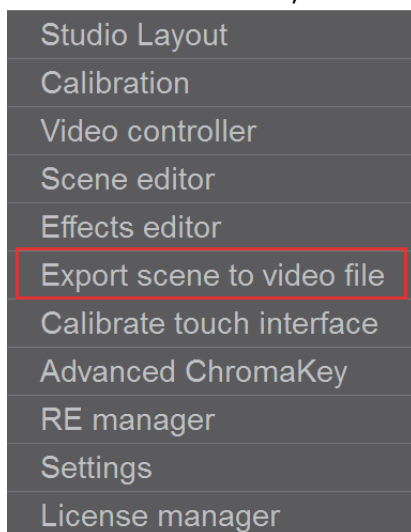 Studio Layout
Calibration
Video controller
Scene editor
Effects editor
Export scene to video file
Calibrate touch interface
Advanced ChromaKey
RE manager
Settings
License manager